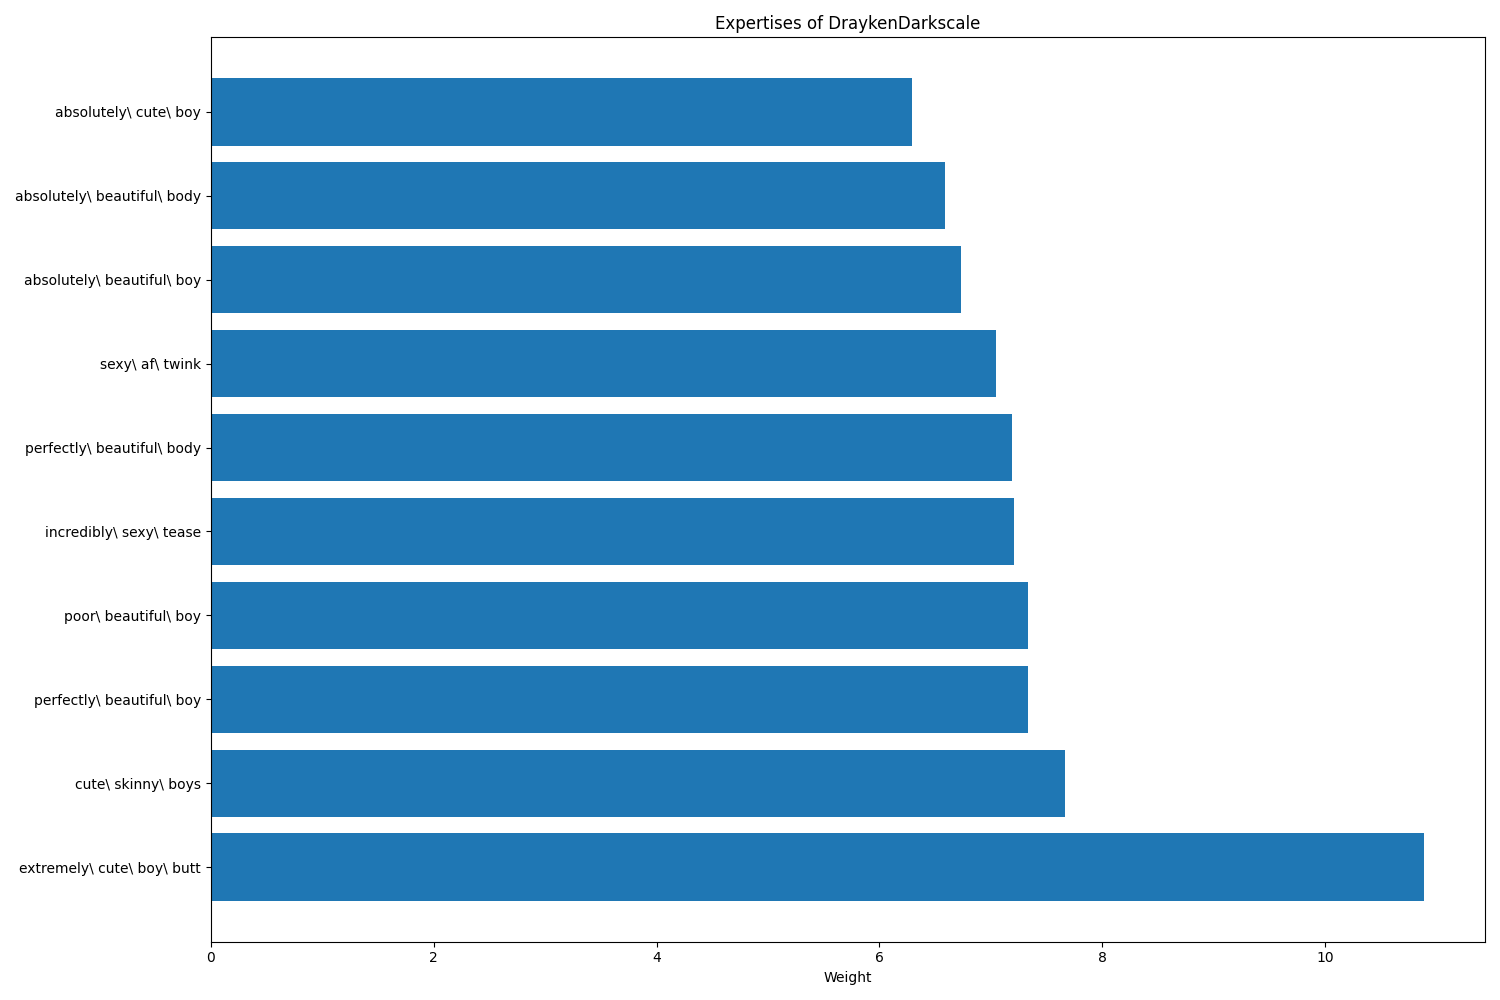 Expertises of DraykenDarkscale
absolutely\ cute\ boy
absolutely\ beautiful\ body
absolutely\ beautiful\ boy
sexy\ af\ twink
perfectly\ beautiful\ body
incredibly\ sexy\ tease
poor\ beautiful\ boy
perfectly\ beautiful\ boy
cute\ skinny\ boys
extremely\ cute\ boy\ butt
0 2 4 6 8 10
Weight